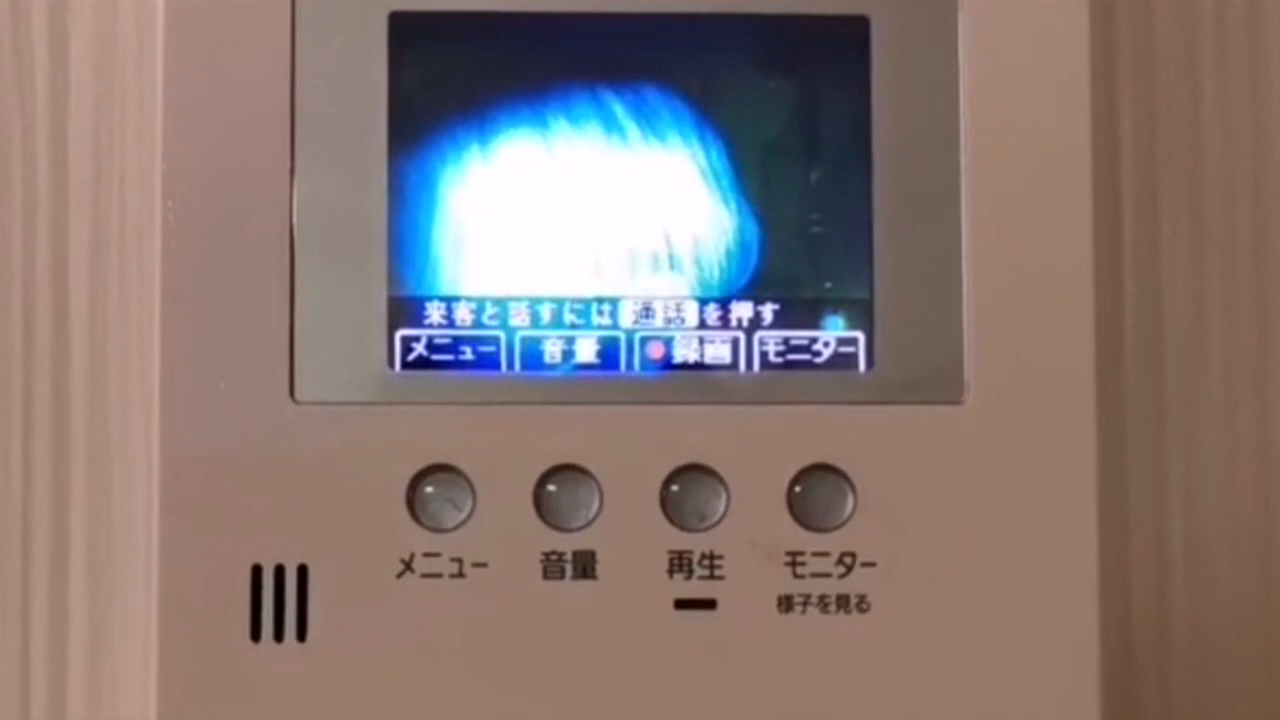 来客と話すには 通話 を押す
メニュー 音量 録画 モニター
メニュー 音量 再生 モニター
様子を見る